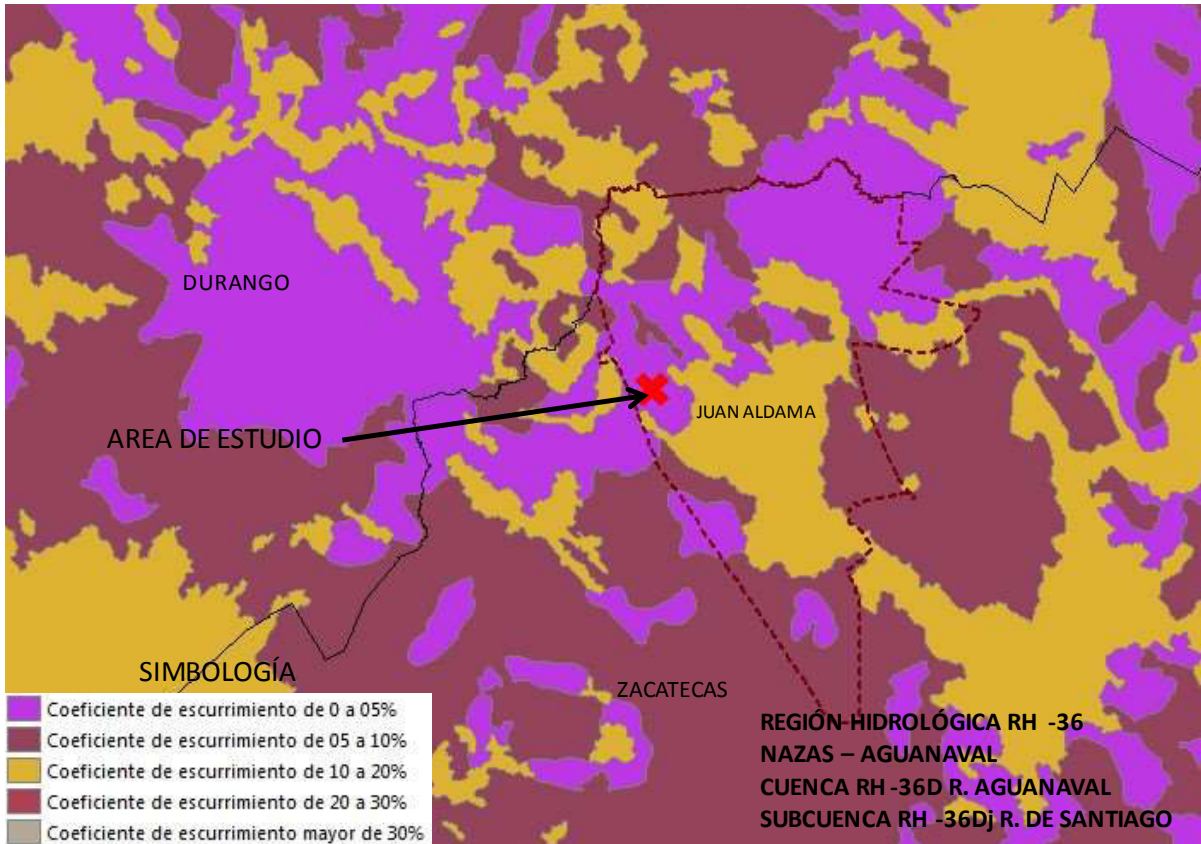 DURANGO
AREA DE ESTUDIO
JUAN ALDAMA
SIMBOLOGÍA
ZACATECAS
Coeficiente de escurrimiento de 0 a 05%
Coeficiente de escurrimiento de 05 a 10%
Coeficiente de escurrimiento de 10 a 20%
Coeficiente de escurrimiento de 20 a 30%
Coeficiente de escurrimiento mayor de 30%
REGIÓN HIDROLÓGICA RH -36
NAZAS – AGUANAVAL
CUENCA RH -36D R. AGUANAVAL
SUBCUENCA RH -36Dj R. DE SANTIAGO